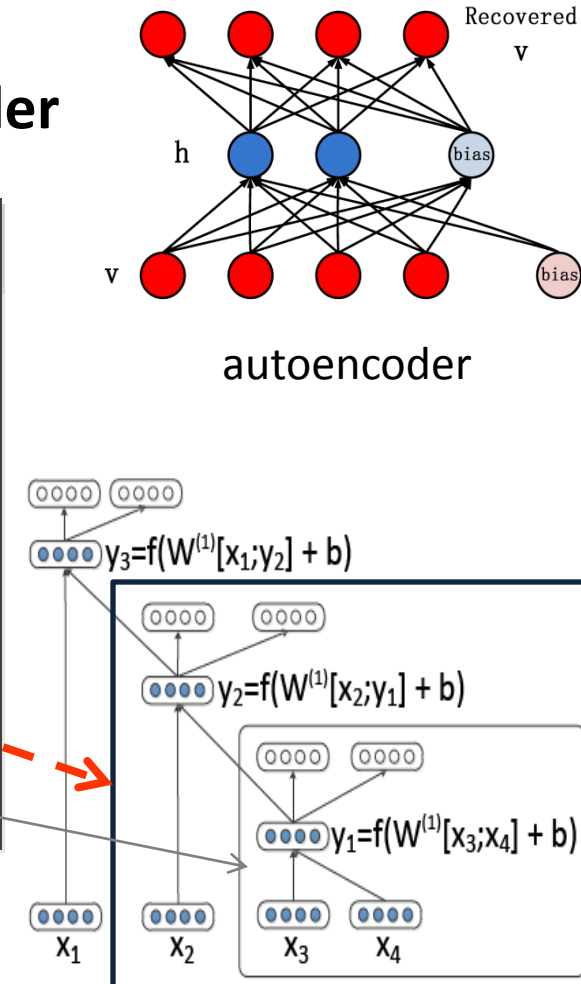 Recovered
v
ler
h
bias
v
bias
autoencoder
y₃=f(W⁽¹⁾[x₁;y₂] + b)
y₂=f(W⁽¹⁾[x₂;y₁] + b)
y₁=f(W⁽¹⁾[x₃;x₄] + b)
x₁ x₂ x₃ x₄